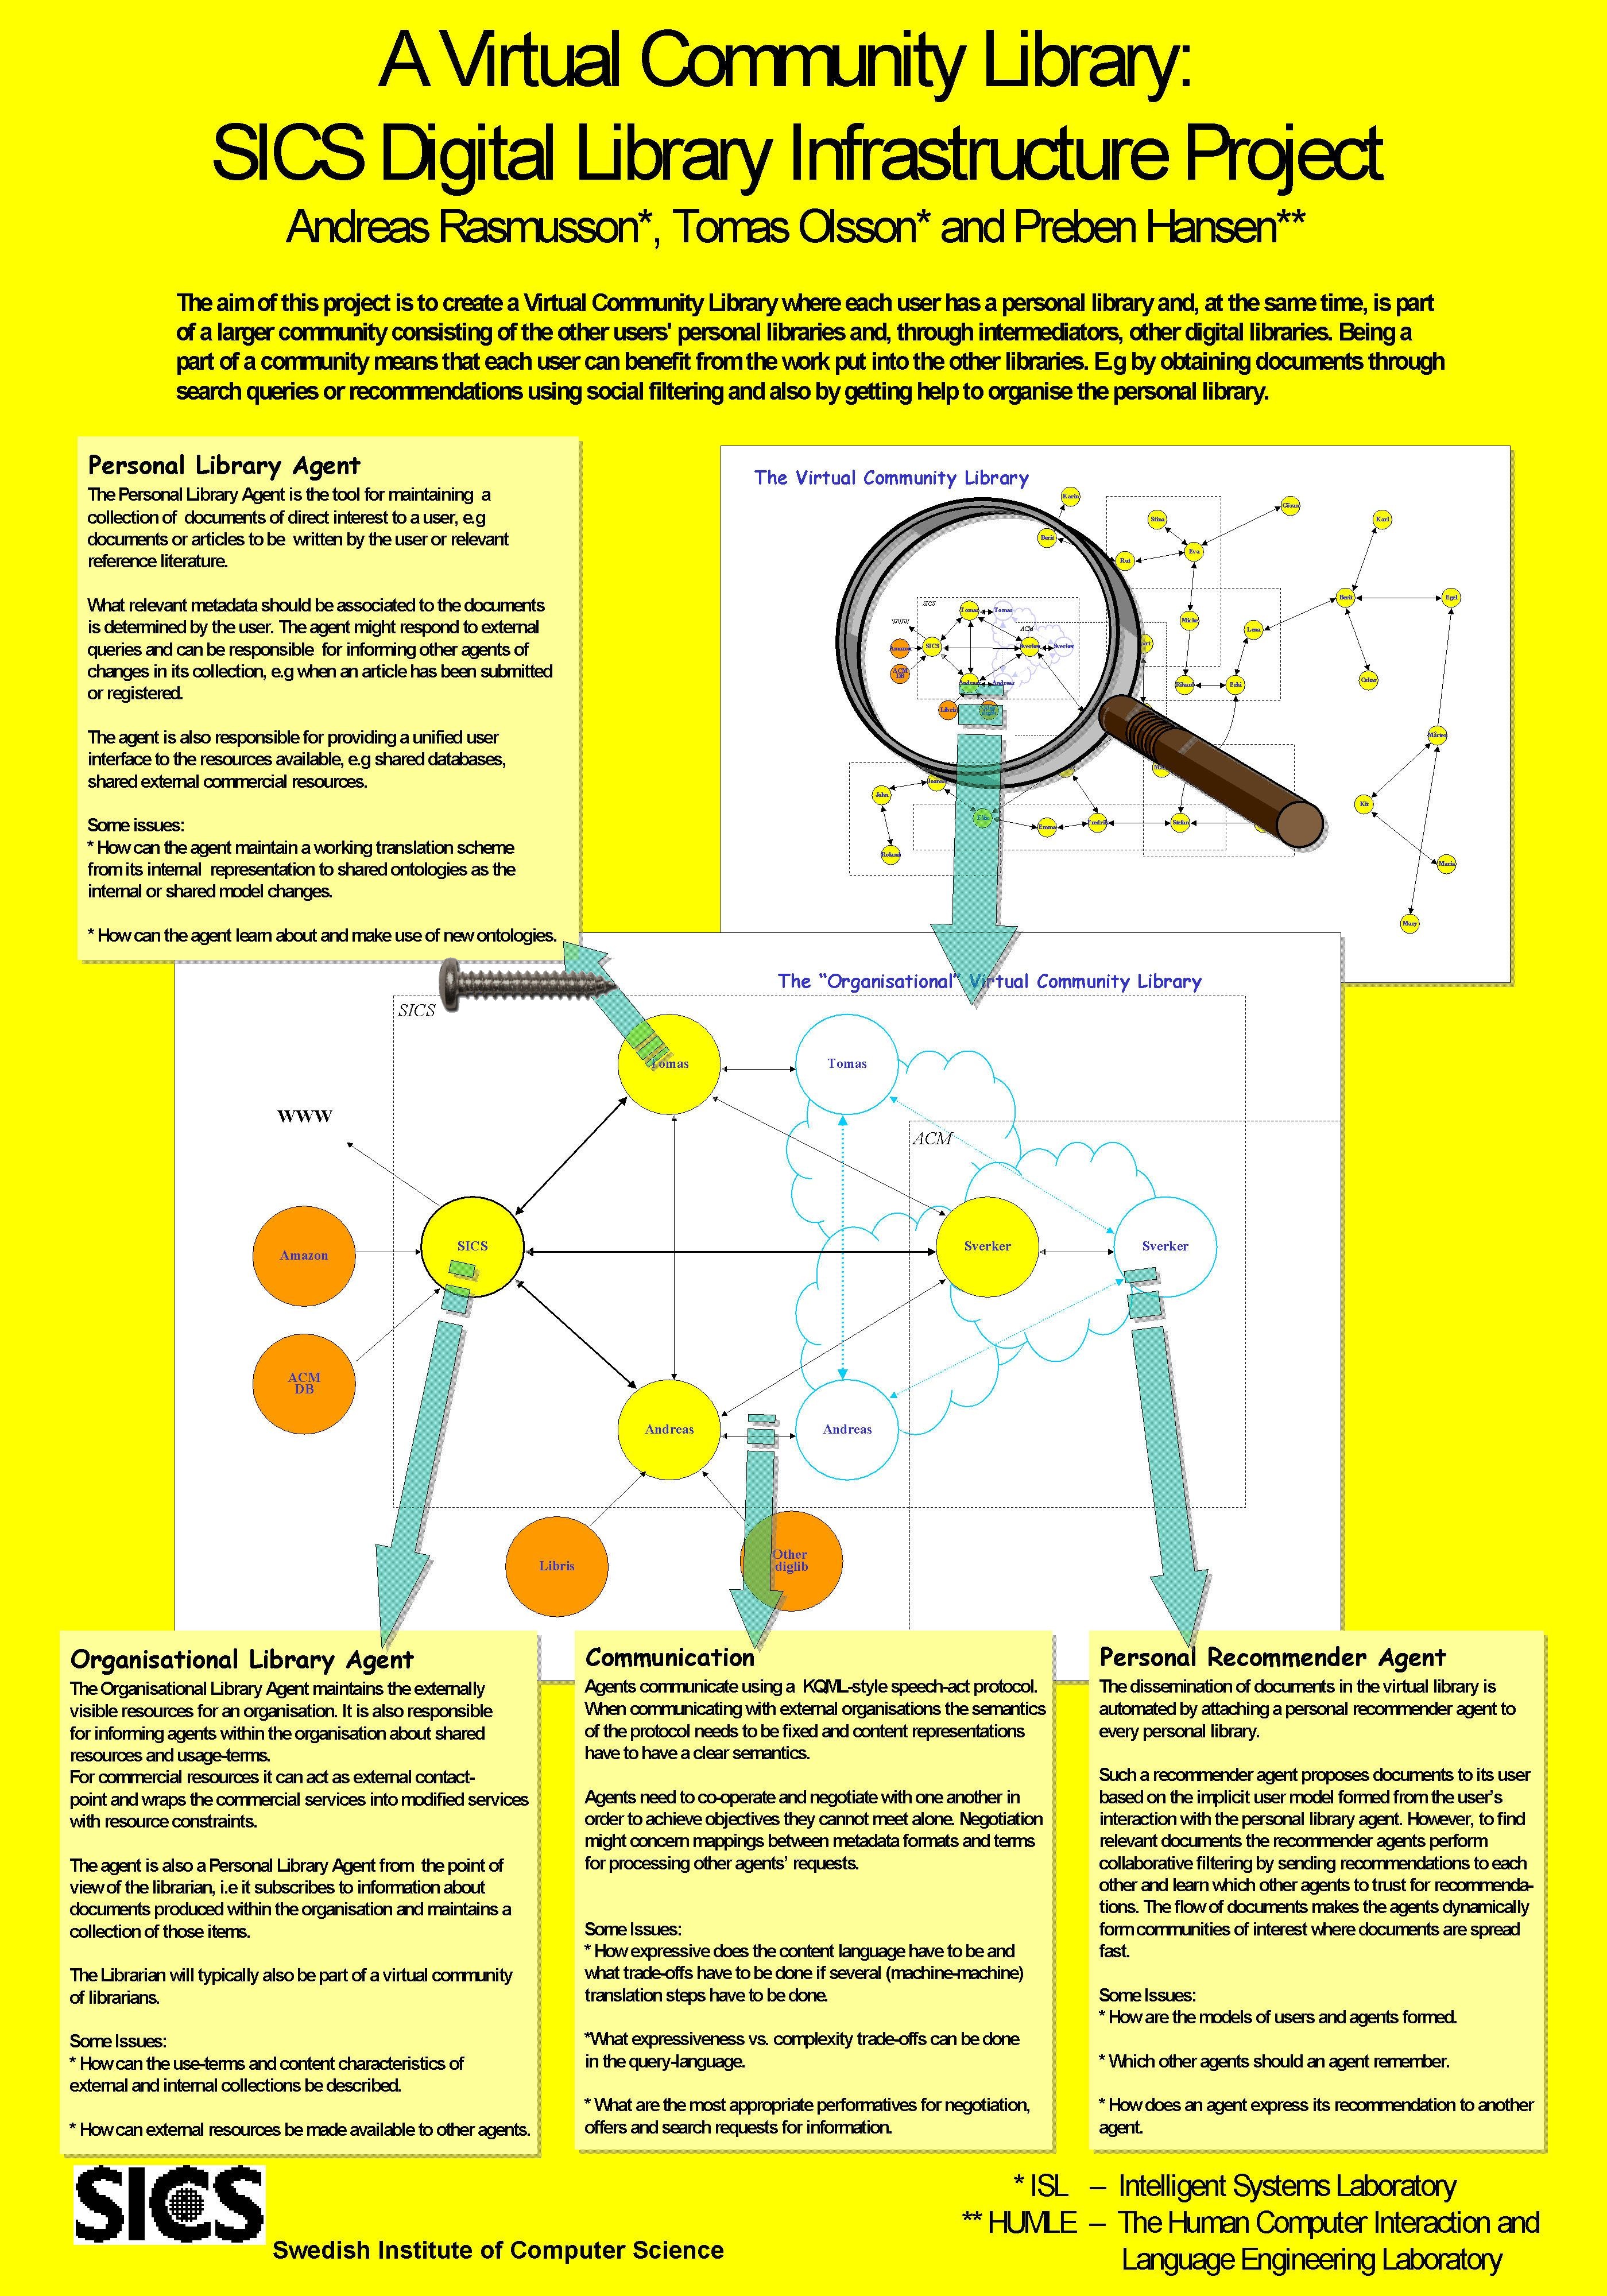 A Virtual Community Library:
SICS Digital Library Infrastructure Project
Andreas Rasmusson*, Tomas Olsson* and Preben Hansen**
The aim of this project is to create a Virtual Community Library where each user has a personal library and, at the same time, is part
of a larger community consisting of the other users' personal libraries and, through intermediators, other digital libraries. Being a
part of a community means that each user can benefit from the work put into the other libraries. E.g by obtaining documents through
search queries or recommendations using social filtering and also by getting help to organise the personal library.
Personal Library Agent
The Personal Library Agent is the tool for maintaining a
collection of documents of direct interest to a user, e.g
documents or articles to be written by the user or relevant
reference literature.
What relevant metadata should be associated to the documents
is determined by the user. The agent might respond to external
queries and can be responsible for informing other agents of
changes in its collection, e.g when an article has been submitted
or registered.
The agent is also responsible for providing a unified user
interface to the resources available, e.g shared databases,
shared external commercial resources.
Some issues:
* How can the agent maintain a working translation scheme
from its internal representation to shared ontologies as the
internal or shared model changes.
* How can the agent learn about and make use of new ontologies.
The Virtual Community Library
Karin
Göran
Stina
Karl
Berit
Eva
Rut
SICS
Berit
Egel
Tomas
Tomas
WWW
Micke
ACM
Lena
Amazon
SICS
Sverker
Sverker
ACM
DB
Andreas
Andreas
Rikard
Ecki
Oskar
Libris
Other
diglib
Mårten
Joanna
John
Kit
Elin
Emma
Fredrik
Stefan
Roland
Maria
Mary
The “Organisational” Virtual Community Library
SICS
Tomas
Tomas
WWW
ACM
Amazon
SICS
Sverker
Sverker
ACM
DB
Andreas
Andreas
Libris
Other
diglib
Organisational Library Agent
The Organisational Library Agent maintains the externally
visible resources for an organisation. It is also responsible
for informing agents within the organisation about shared
resources and usage-terms.
For commercial resources it can act as external contact-
point and wraps the commercial services into modified services
with resource constraints.
The agent is also a Personal Library Agent from the point of
view of the librarian, i.e it subscribes to information about
documents produced within the organisation and maintains a
collection of those items.
The Librarian will typically also be part of a virtual community
of librarians.
Some Issues:
* How can the use-terms and content characteristics of
external and internal collections be described.
* How can external resources be made available to other agents.
Communication
Agents communicate using a KQML-style speech-act protocol.
When communicating with external organisations the semantics
of the protocol needs to be fixed and content representations
have to have a clear semantics.
Agents need to co-operate and negotiate with one another in
order to achieve objectives they cannot meet alone. Negotiation
might concern mappings between metadata formats and terms
for processing other agents’ requests.
Some Issues:
* How expressive does the content language have to be and
what trade-offs have to be done if several (machine-machine)
translation steps have to be done.
*What expressiveness vs. complexity trade-offs can be done
in the query-language.
* What are the most appropriate performatives for negotiation,
offers and search requests for information.
Personal Recommender Agent
The dissemination of documents in the virtual library is
automated by attaching a personal recommender agent to
every personal library.
Such a recommender agent proposes documents to its user
based on the implicit user model formed from the user’s
interaction with the personal library agent. However, to find
relevant documents the recommender agents perform
collaborative filtering by sending recommendations to each
other and learn which other agents to trust for recommenda-
tions. The flow of documents makes the agents dynamically
form communities of interest where documents are spread
fast.
Some Issues:
* How are the models of users and agents formed.
* Which other agents should an agent remember.
* How does an agent express its recommendation to another
agent.
SICS
Swedish Institute of Computer Science
* ISL – Intelligent Systems Laboratory
** HUMLE – The Human Computer Interaction and
Language Engineering Laboratory